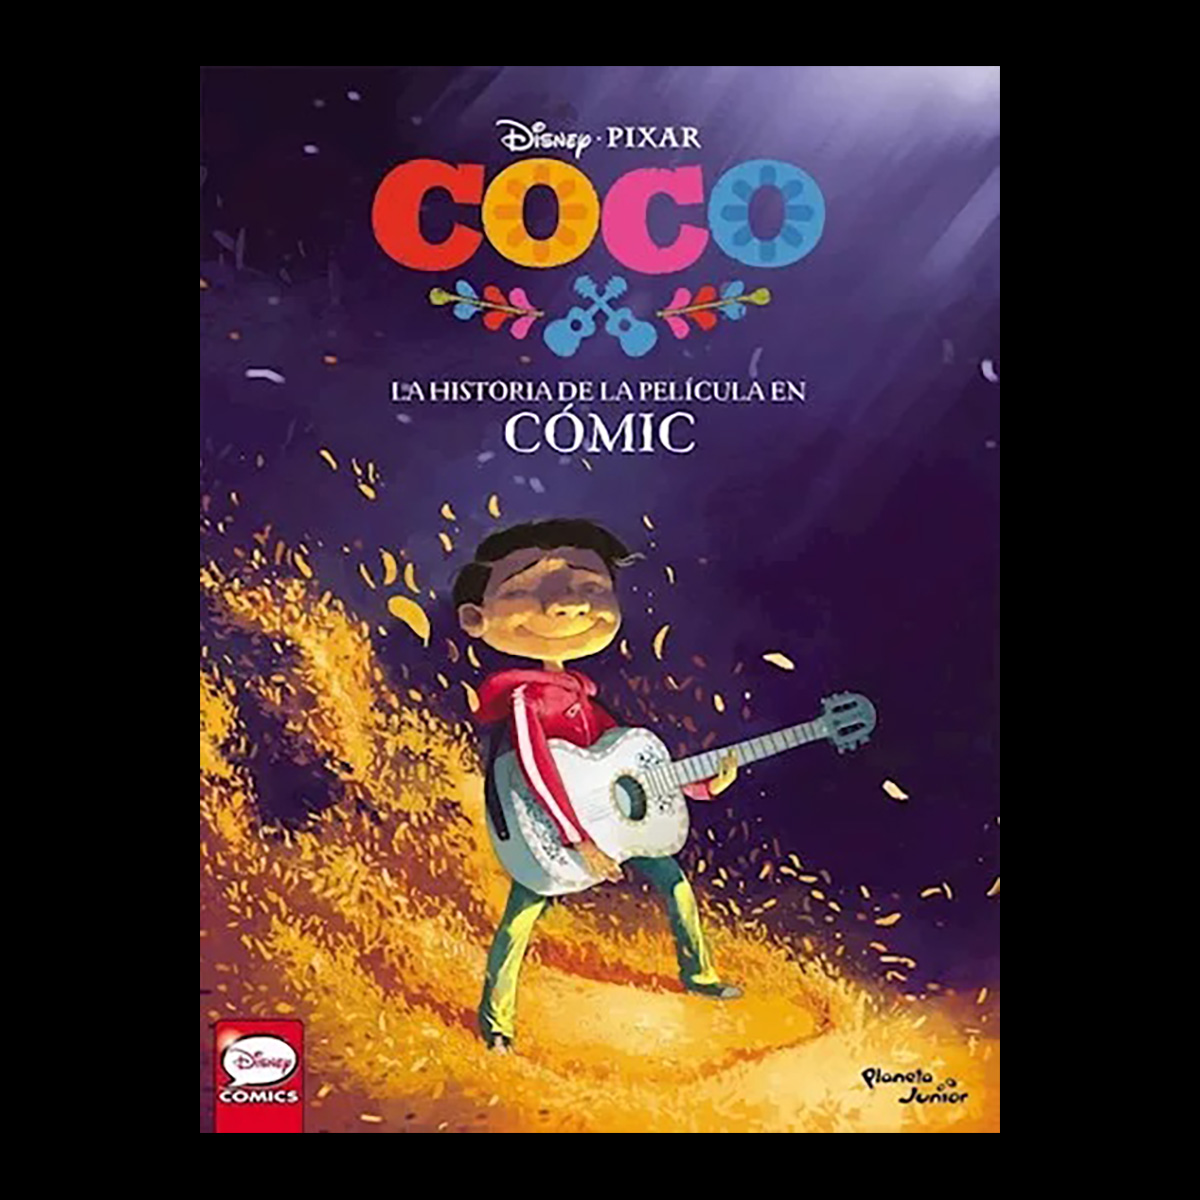 Disney · PIXAR
COCO
LA HISTORIA DE LA PELÍCULA EN
CÓMIC
Disney
COMICS
Planeta
Junior